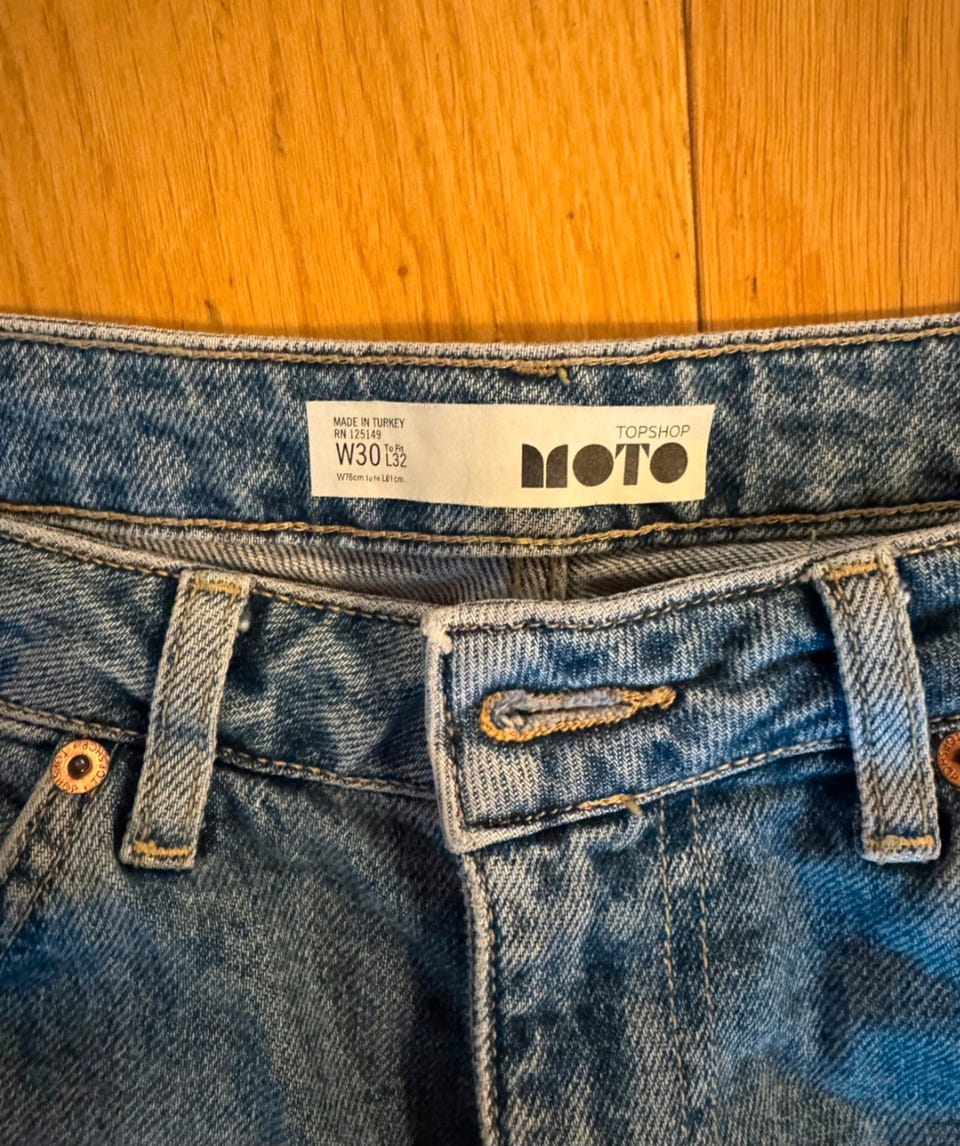 MADE IN TURKEY
RN 125149
W30 To Fit L32
W76cm To Fit L81cm
TOPSHOP
MOTO